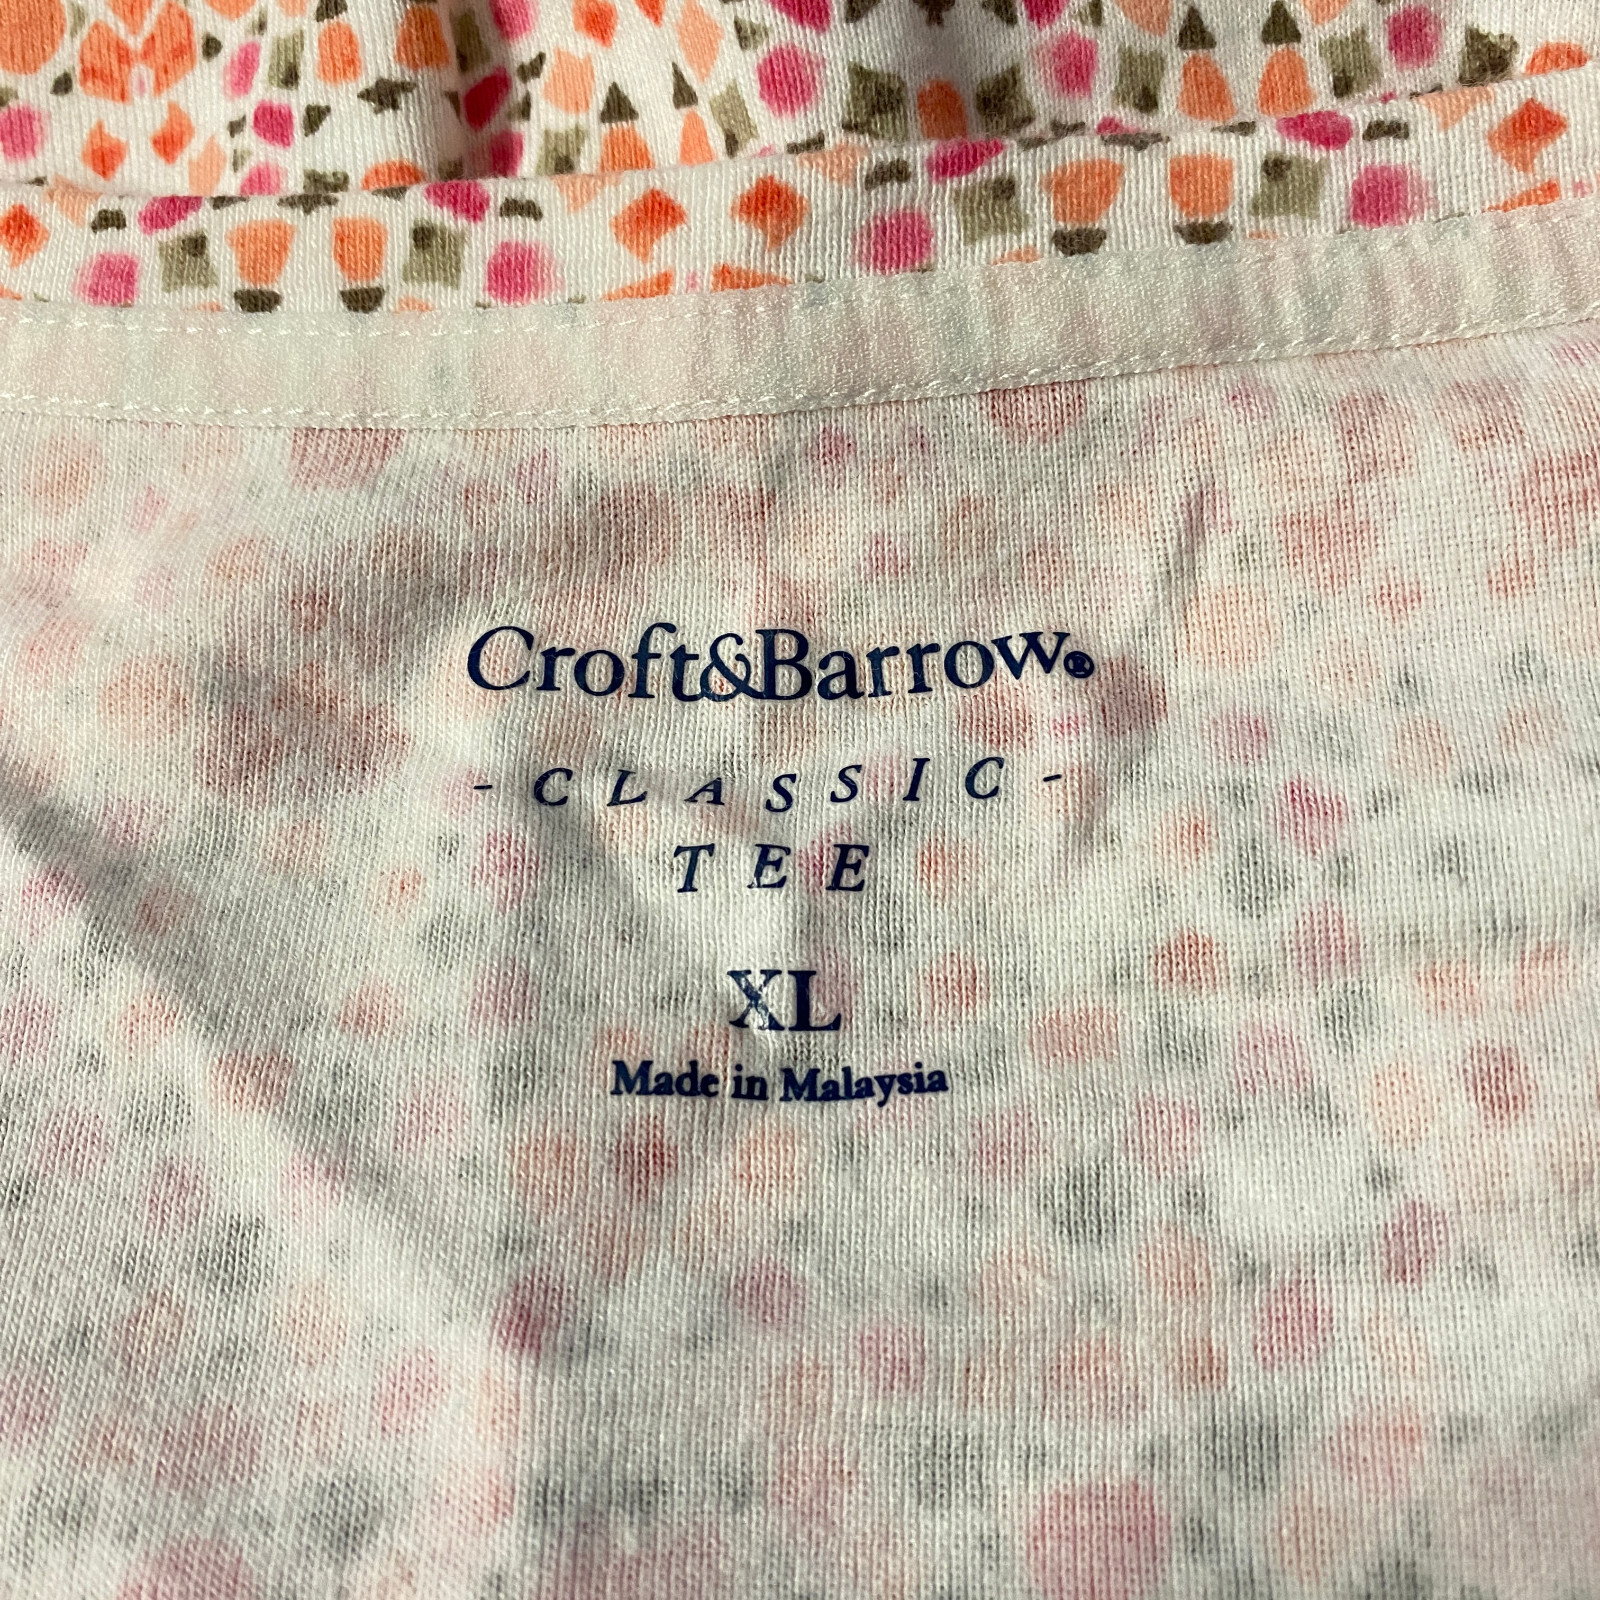 Croft&Barrow®
- CLASSIC -
TEE
XL
Made in Malaysia